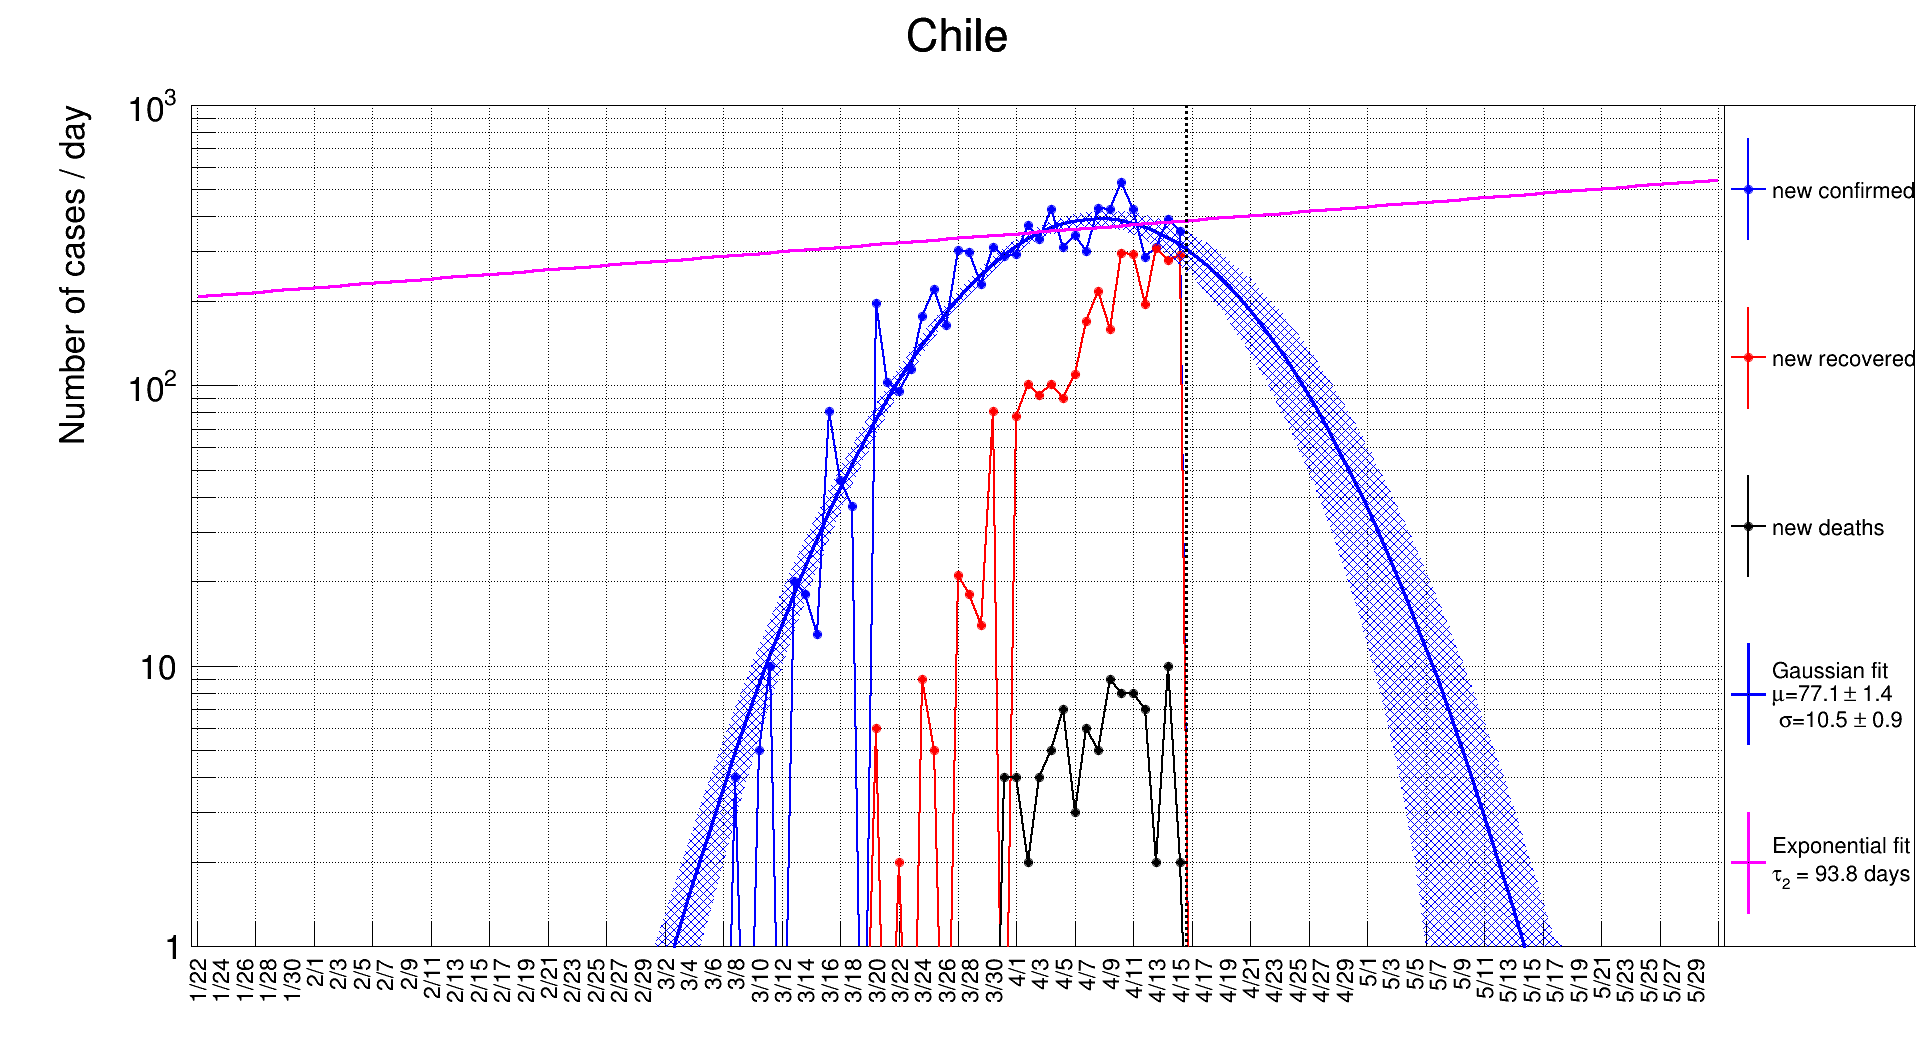 Chile
Number of cases / day
10³
10²
10
1
1/22 1/24 1/26 1/28 1/30 2/1 2/3 2/5 2/7 2/9 2/11 2/13 2/15 2/17 2/19 2/21 2/23 2/25 2/27 2/29 3/2 3/4 3/6 3/8 3/10 3/12 3/14 3/16 3/18 3/20 3/22 3/24 3/26 3/28 3/30 4/1 4/3 4/5 4/7 4/9 4/11 4/13 4/15 4/17 4/19 4/21 4/23 4/25 4/27 4/29 5/1 5/3 5/5 5/7 5/9 5/11 5/13 5/15 5/17 5/19 5/21 5/23 5/25 5/27 5/29
new confirmed
new recovered
new deaths
Gaussian fit
μ=77.1 ± 1.4
σ=10.5 ± 0.9
Exponential fit
τ₂ = 93.8 days